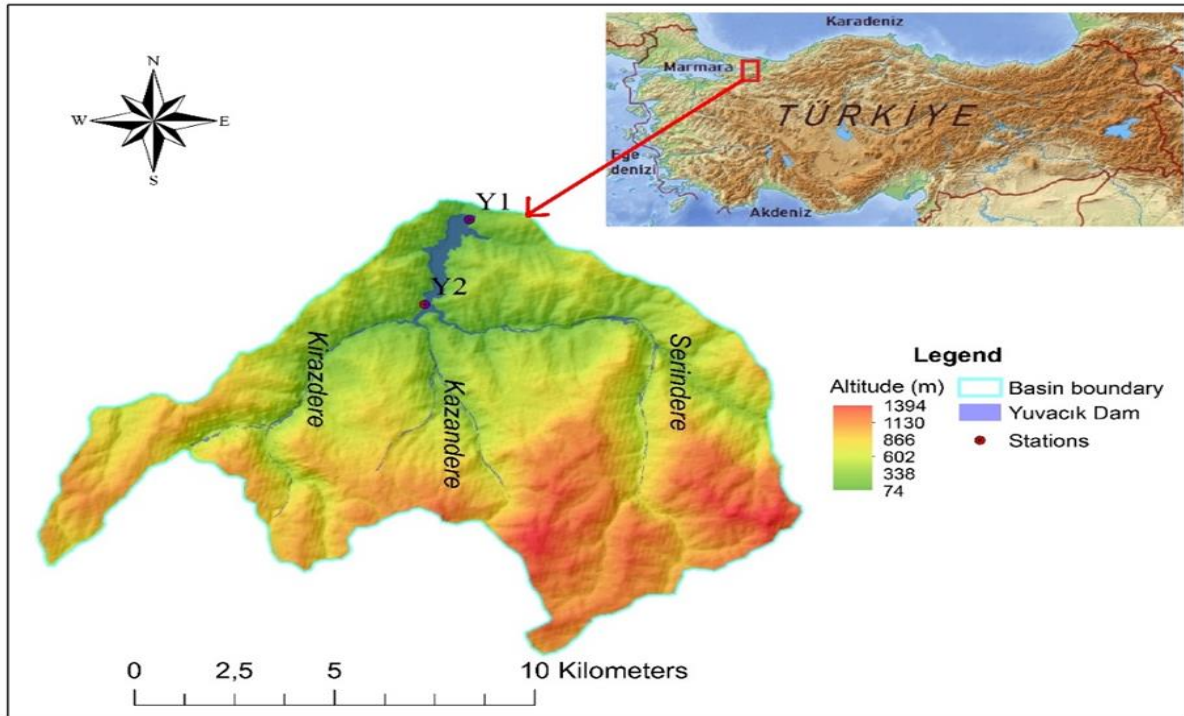 N
W
E
S
Karadeniz
Marmara
TÜRKİYE
Ege
denizi
Akdeniz
Y1
Y2
Kirazdere
Kazandere
Serindere
Legend
Altitude (m)
1394
1130
866
602
338
74
Basin boundary
Yuvacık Dam
Stations
0 2,5 5 10 Kilometers